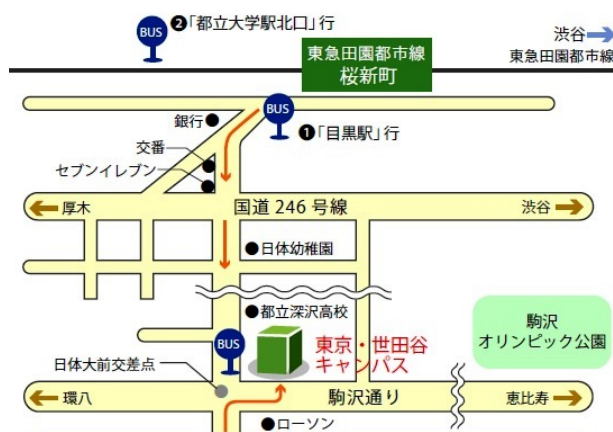 BUS
❷「都立大学駅北口」行
渋谷
東急田園都市線
東急田園都市線
桜新町
銀行
BUS
❶「目黒駅」行
交番
セブンイレブン
厚木
国道246号線
渋谷
日体幼稚園
都立深沢高校
BUS
東京・世田谷
キャンパス
駒沢
オリンピック公園
日体大前交差点
環八
駒沢通り
恵比寿
ローソン